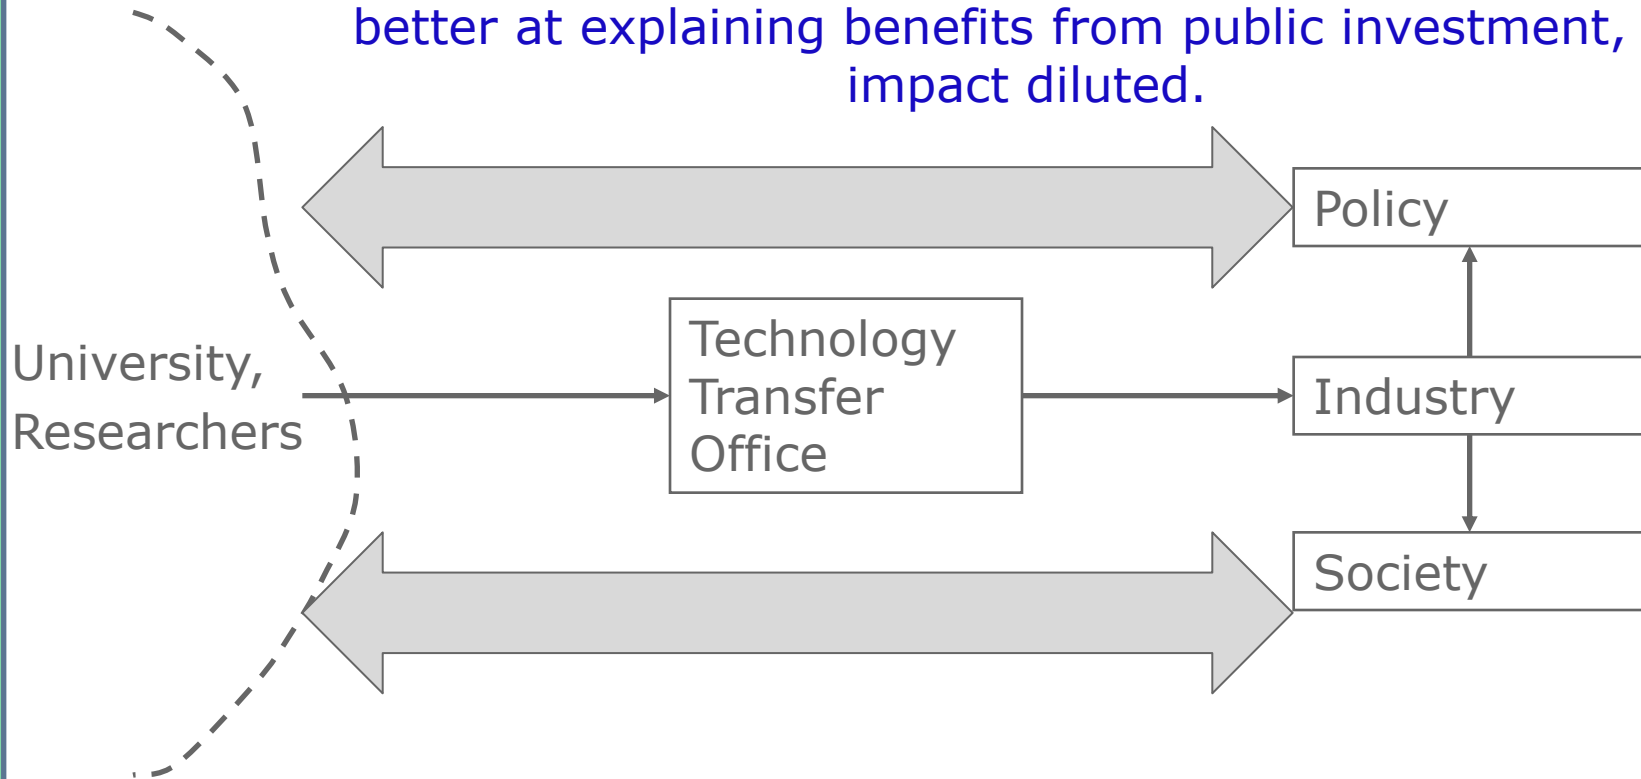 better at explaining benefits from public investment,
impact diluted.
Policy
Technology
Transfer
Office
University,
Researchers
Industry
Society